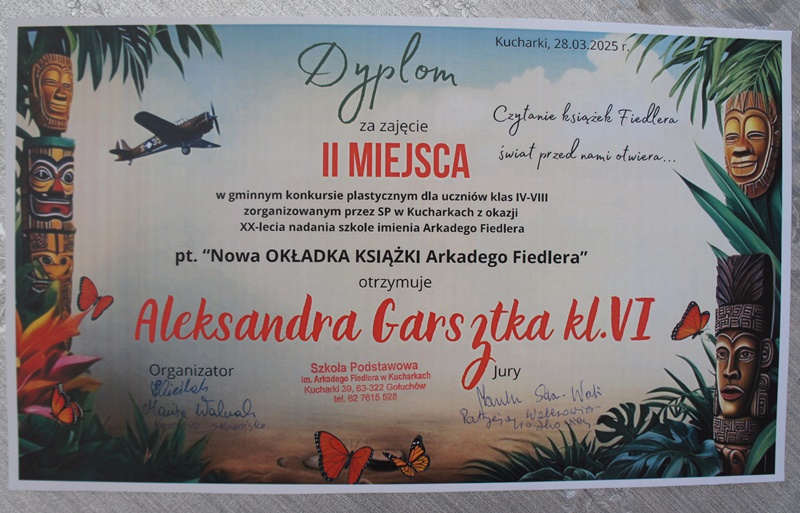 Kucharki, 28.03.2025 r.
Dyplom
Czytanie książek Fiedlera
świat przed nami otwiera...
za zajęcie
II MIEJSCA
w gminnym konkursie plastycznym dla uczniów klas IV-VIII
zorganizowanym przez SP w Kucharkach z okazji
XX-lecia nadania szkole imienia Arkadego Fiedlera
pt. “Nowa OKŁADKA KSIĄŻKI Arkadego Fiedlera”
otrzymuje
Aleksandra Garsztka kl.VI
Organizator
Szkoła Podstawowa
im. Arkadego Fiedlera w Kucharkach
Kucharki 39, 63-322 Gołuchów
tel. 62 7615 528
Jury